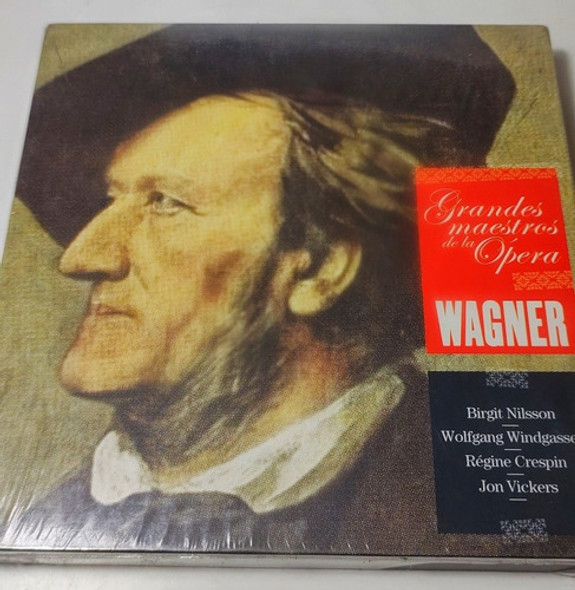 Grandes
maestros
de la Ópera
WAGNER
Birgit Nilsson
Wolfgang Windgasse
Régine Crespin
Jon Vickers